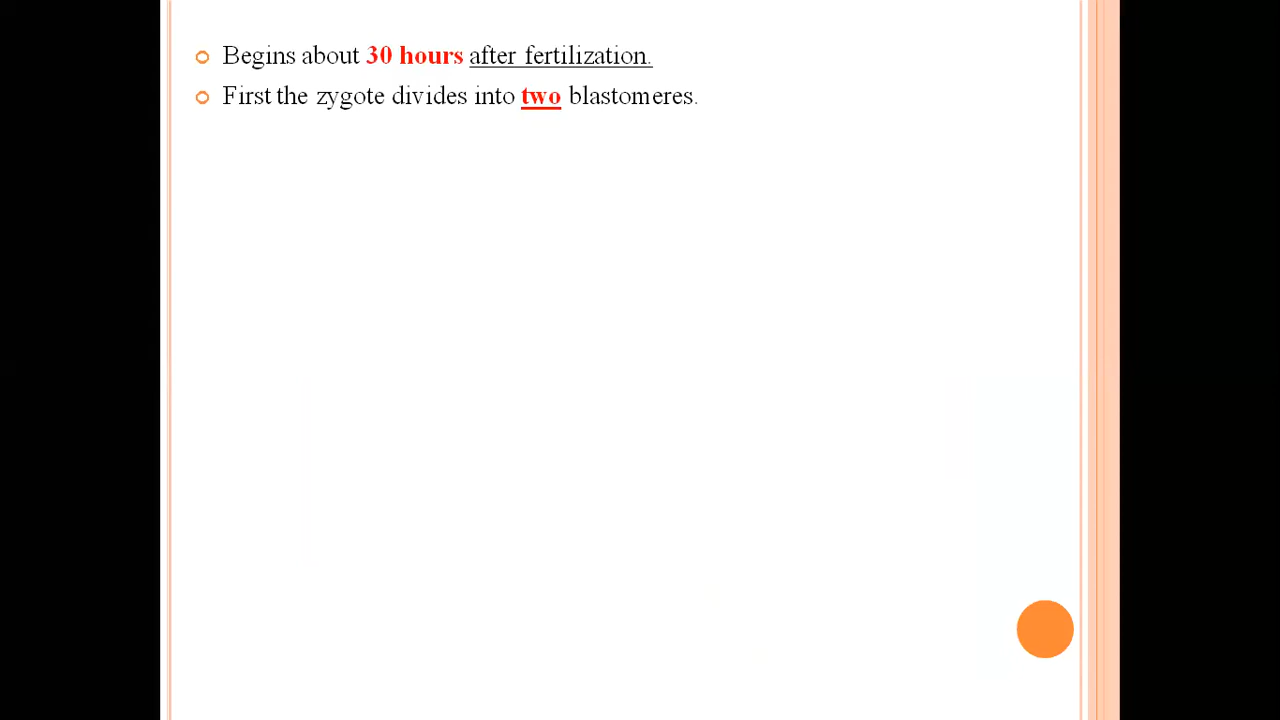 Begins about 30 hours after fertilization.
First the zygote divides into two blastomeres.